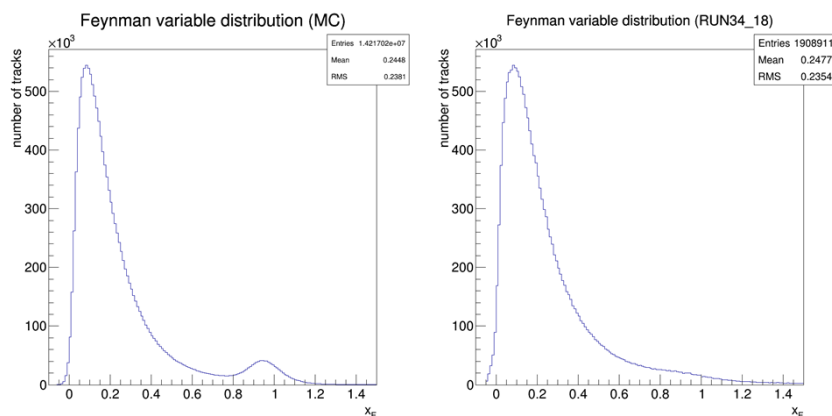 Feynman variable distribution (MC)
×10³
Entries 1.421702e+07
Mean 0.2448
RMS 0.2381
number of tracks
500
400
300
200
100
0
0 0.2 0.4 0.6 0.8 1 1.2 1.4
x_F
Feynman variable distribution (RUN34_18)
×10³
Entries 1908911
Mean 0.2477
RMS 0.2354
number of tracks
500
400
300
200
100
0
0 0.2 0.4 0.6 0.8 1 1.2 1.4
x_F